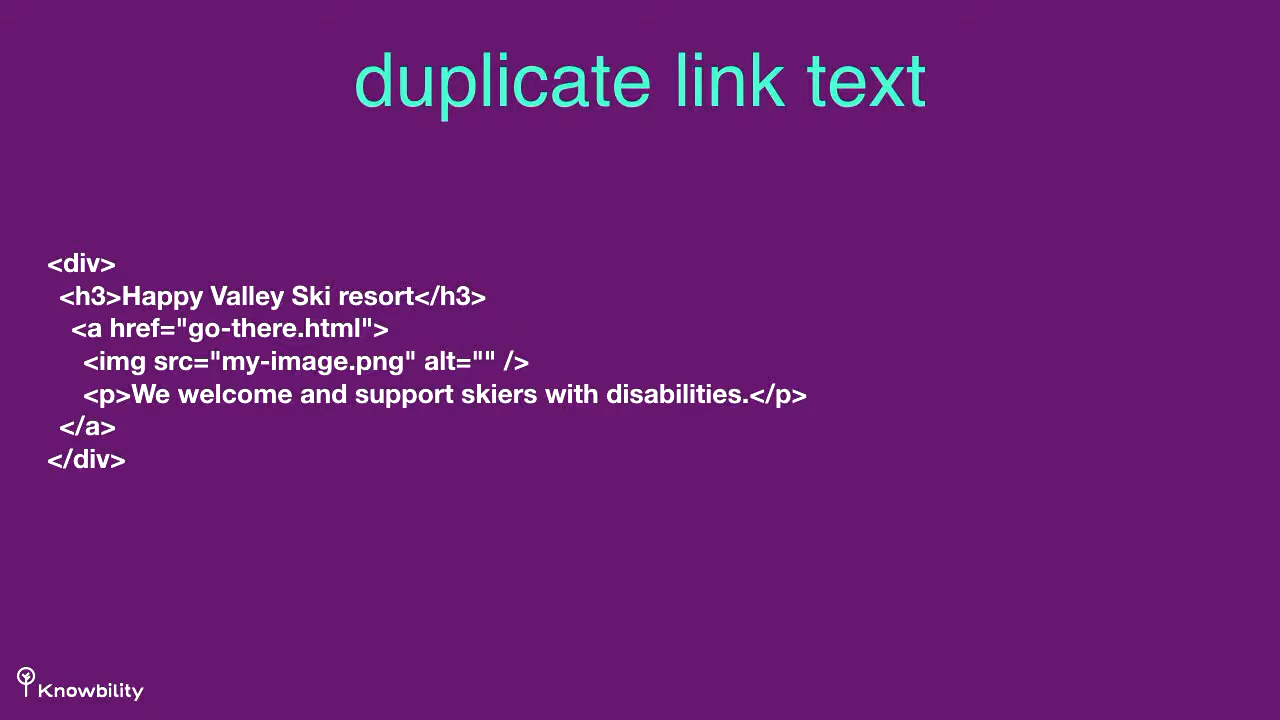 duplicate link text
<div>
<h3>Happy Valley Ski resort</h3>
<a href="go-there.html">
<img src="my-image.png" alt="" />
<p>We welcome and support skiers with disabilities.</p>
</a>
</div>
Knowbility